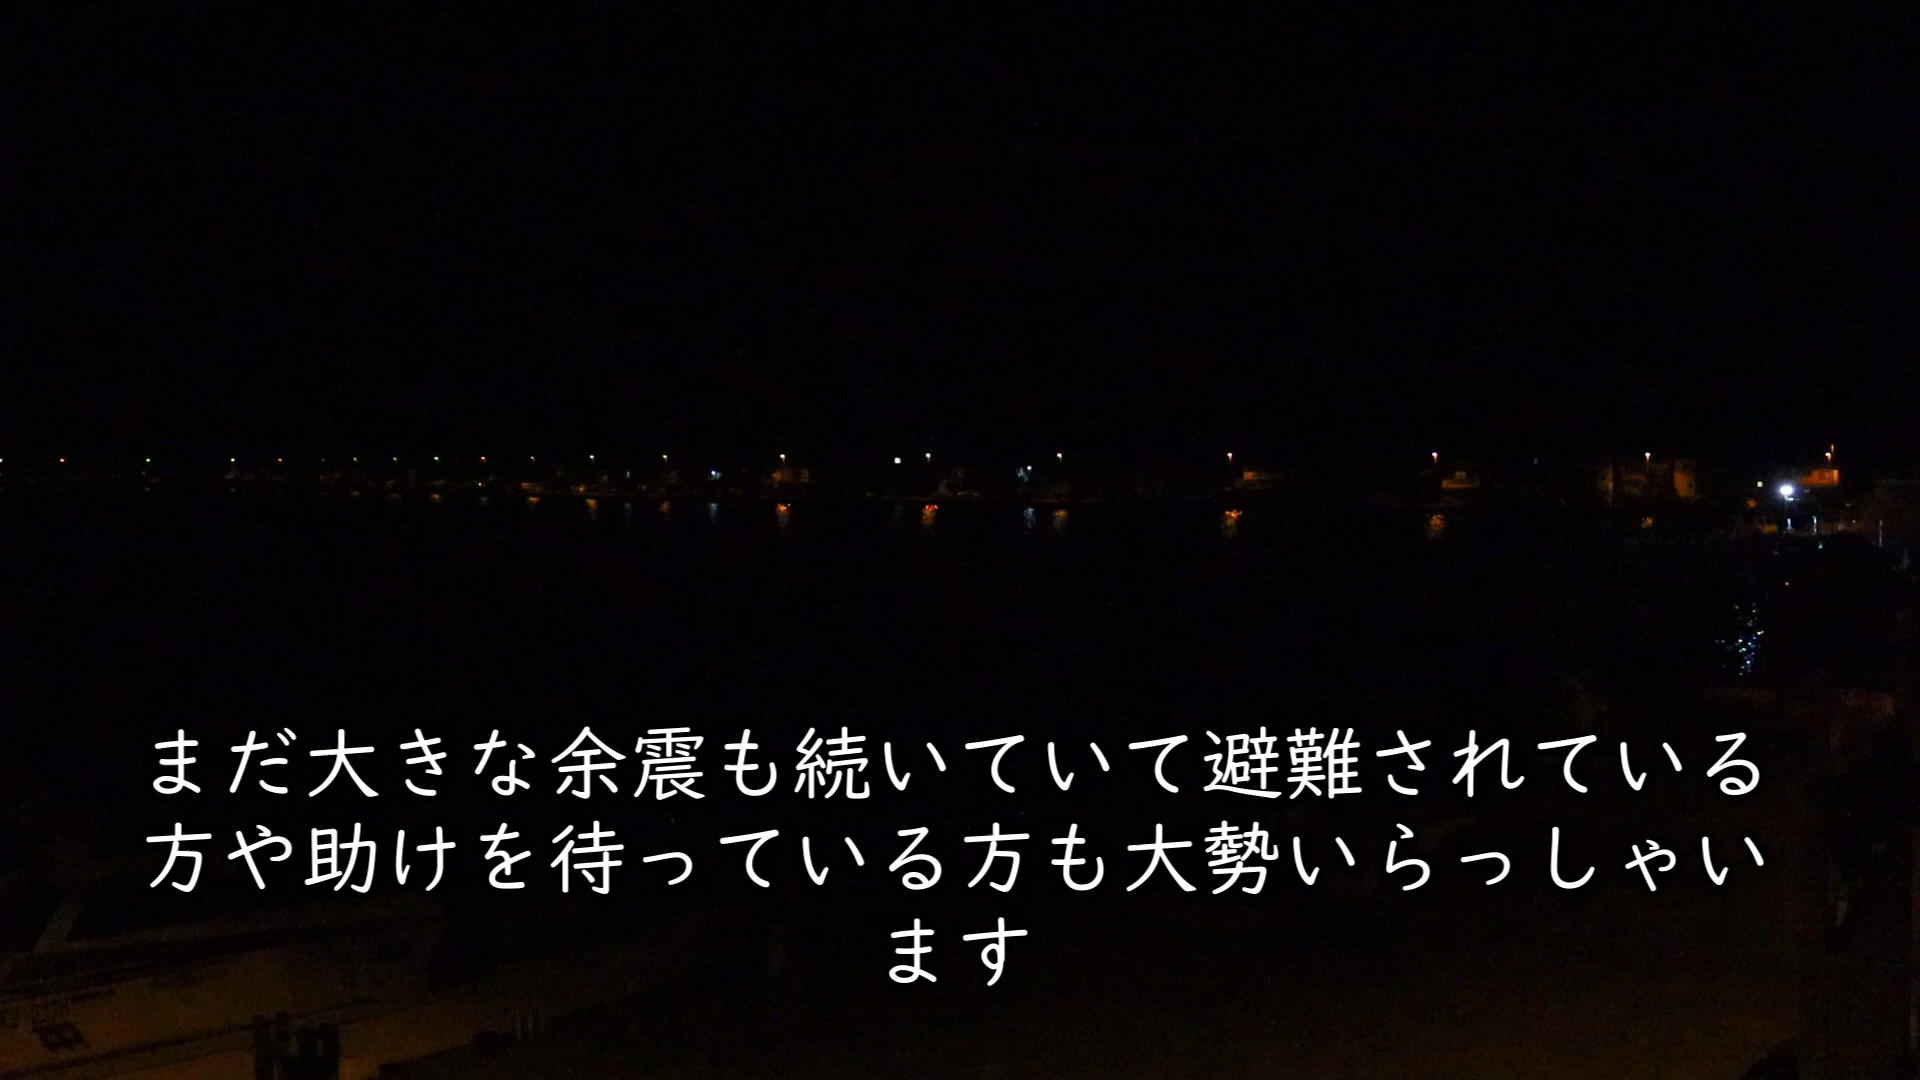 まだ大きな余震も続いていて避難されている
方や助けを待っている方も大勢いらっしゃい
ます